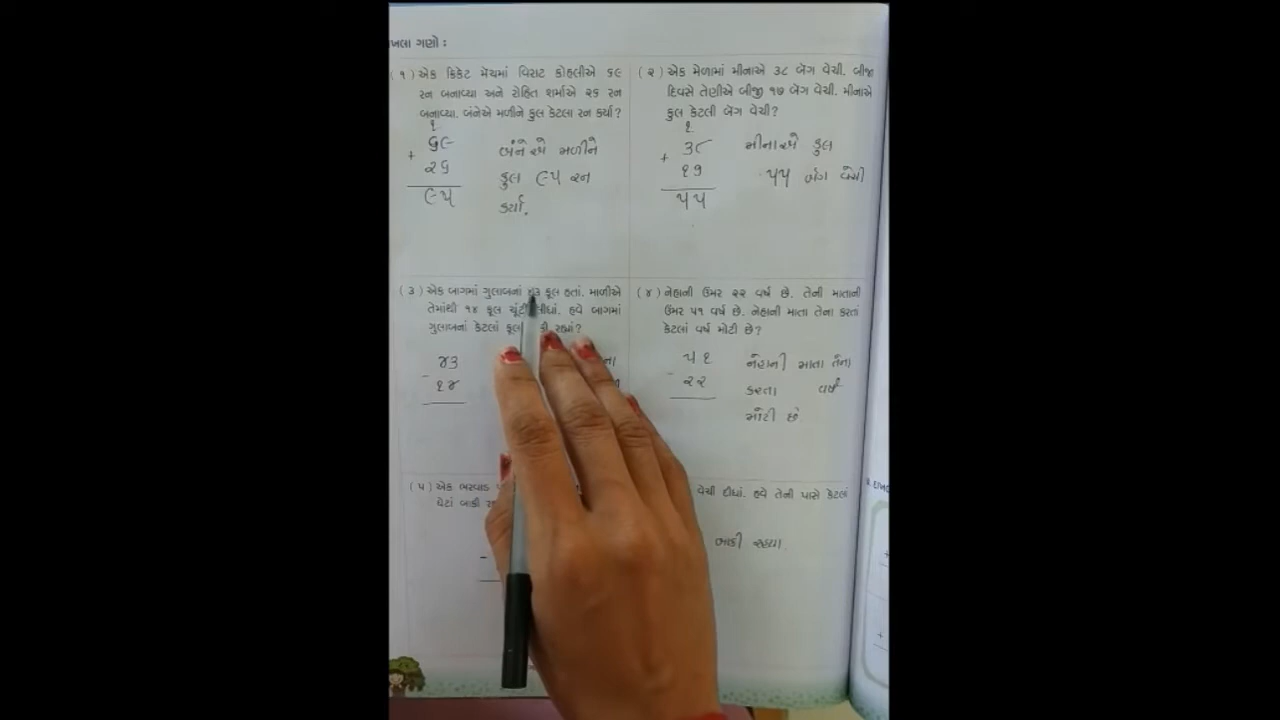 ખલા ગણો :
(૧) એક ક્રિકેટ મૅચમાં વિરાટ કોહલીએ ૬૯
રન બનાવ્યા અને રોહિત શર્માએ ૨૬ રન
બનાવ્યા. બંનેએ મળીને કુલ કેટલા રન કર્યા?
૧
૬૯
+
૨૬
૯૫
બંનેએ મળીને
કુલ ૯૫ રન
કર્યા.
(૨) એક મેળામાં મીનાએ ૩૮ બૅગ વેચી. બીજા
દિવસે તેણીએ બીજી ૧૭ બૅગ વેચી. મીનાએ
કુલ કેટલી બૅગ વેચી?
૧
૩૮
+
૧૭
૫૫
મીનાએ કુલ
૫૫ બૅગ વેચી
(૩) એક બાગમાં ગુલાબનાં ફૂલ હતાં. માળીએ
તેમાંથી ૧૪ ફૂલ ચૂંટી લીધાં. હવે બાગમાં
ગુલાબનાં કેટલાં ફૂલ રહ્યાં?
૪૩
-
૧૪
(૪) નેહાની ઉંમર ૨૨ વર્ષ છે. તેની માતાની
ઉંમર ૫૧ વર્ષ છે. નેહાની માતા તેના કરતાં
કેટલાં વર્ષ મોટી છે?
૫૧
-
૨૨
નેહાની માતા તેના
કરતા વર્ષ
મોટી છે.
(૫) એક ભરવાડ વેચી દીધાં. હવે તેની પાસે કેટલાં
ઘેટાં બાકી
-
બાકી રહ્યા.
+
+